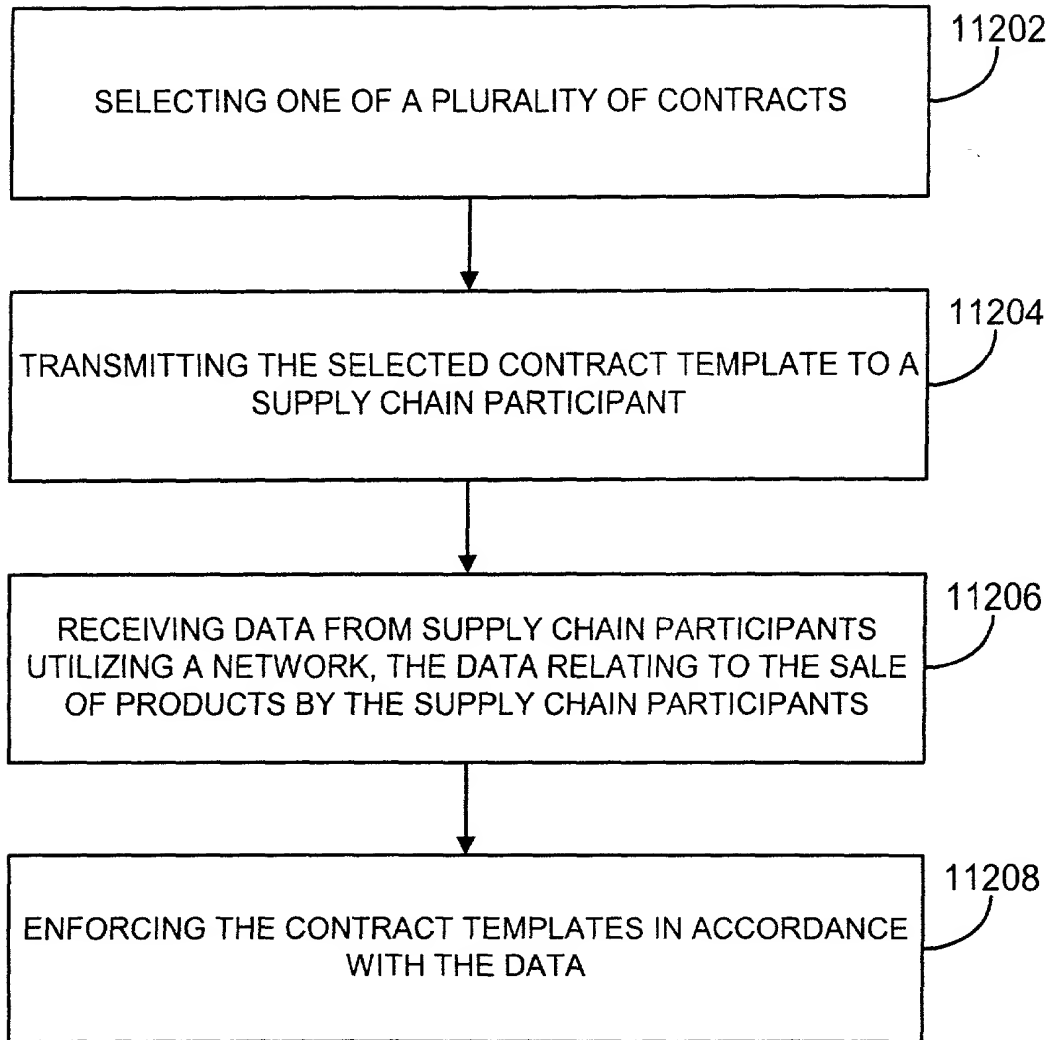 11202
SELECTING ONE OF A PLURALITY OF CONTRACTS
11204
TRANSMITTING THE SELECTED CONTRACT TEMPLATE TO A
SUPPLY CHAIN PARTICIPANT
11206
RECEIVING DATA FROM SUPPLY CHAIN PARTICIPANTS
UTILIZING A NETWORK, THE DATA RELATING TO THE SALE
OF PRODUCTS BY THE SUPPLY CHAIN PARTICIPANTS
11208
ENFORCING THE CONTRACT TEMPLATES IN ACCORDANCE
WITH THE DATA